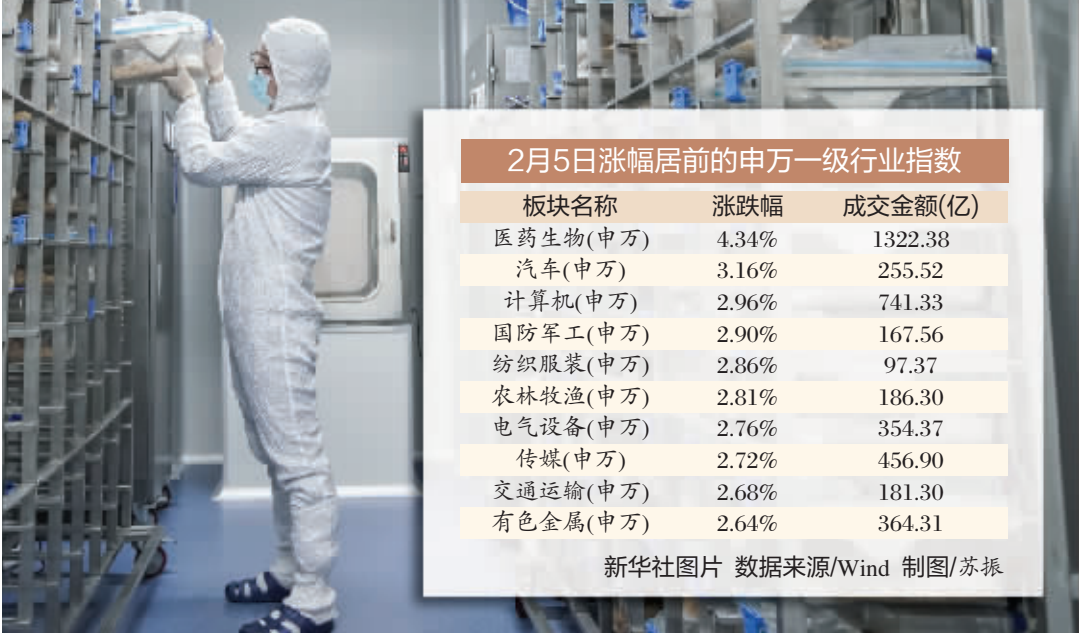 2月5日涨幅居前的申万一级行业指数
板块名称 涨跌幅 成交金额(亿)
医药生物(申万) 4.34% 1322.38
汽车(申万) 3.16% 255.52
计算机(申万) 2.96% 741.33
国防军工(申万) 2.90% 167.56
纺织服装(申万) 2.86% 97.37
农林牧渔(申万) 2.81% 186.30
电气设备(申万) 2.76% 354.37
传媒(申万) 2.72% 456.90
交通运输(申万) 2.68% 181.30
有色金属(申万) 2.64% 364.31
新华社图片 数据来源/Wind 制图/苏振